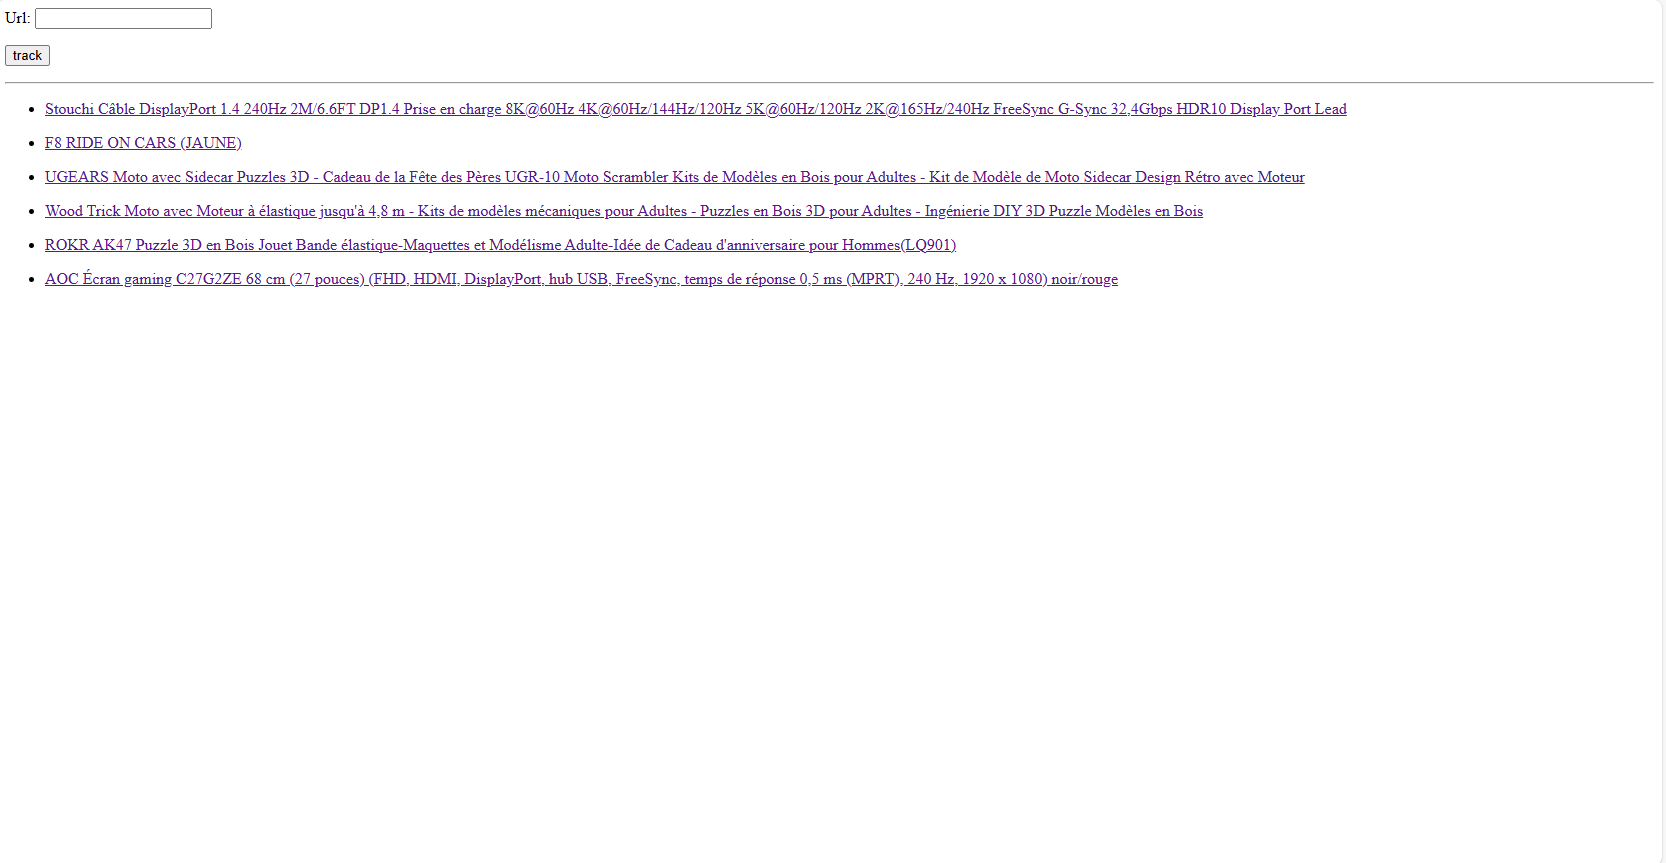 Url:
track
Stouchi Câble DisplayPort 1.4 240Hz 2M/6.6FT DP1.4 Prise en charge 8K@60Hz 4K@60Hz/144Hz/120Hz 5K@60Hz/120Hz 2K@165Hz/240Hz FreeSync G-Sync 32,4Gbps HDR10 Display Port Lead
F8 RIDE ON CARS (JAUNE)
UGEARS Moto avec Sidecar Puzzles 3D - Cadeau de la Fête des Pères UGR-10 Moto Scrambler Kits de Modèles en Bois pour Adultes - Kit de Modèle de Moto Sidecar Design Rétro avec Moteur
Wood Trick Moto avec Moteur à élastique jusqu'à 4,8 m - Kits de modèles mécaniques pour Adultes - Puzzles en Bois 3D pour Adultes - Ingénierie DIY 3D Puzzle Modèles en Bois
ROKR AK47 Puzzle 3D en Bois Jouet Bande élastique-Maquettes et Modélisme Adulte-Idée de Cadeau d'anniversaire pour Hommes(LQ901)
AOC Écran gaming C27G2ZE 68 cm (27 pouces) (FHD, HDMI, DisplayPort, hub USB, FreeSync, temps de réponse 0,5 ms (MPRT), 240 Hz, 1920 x 1080) noir/rouge